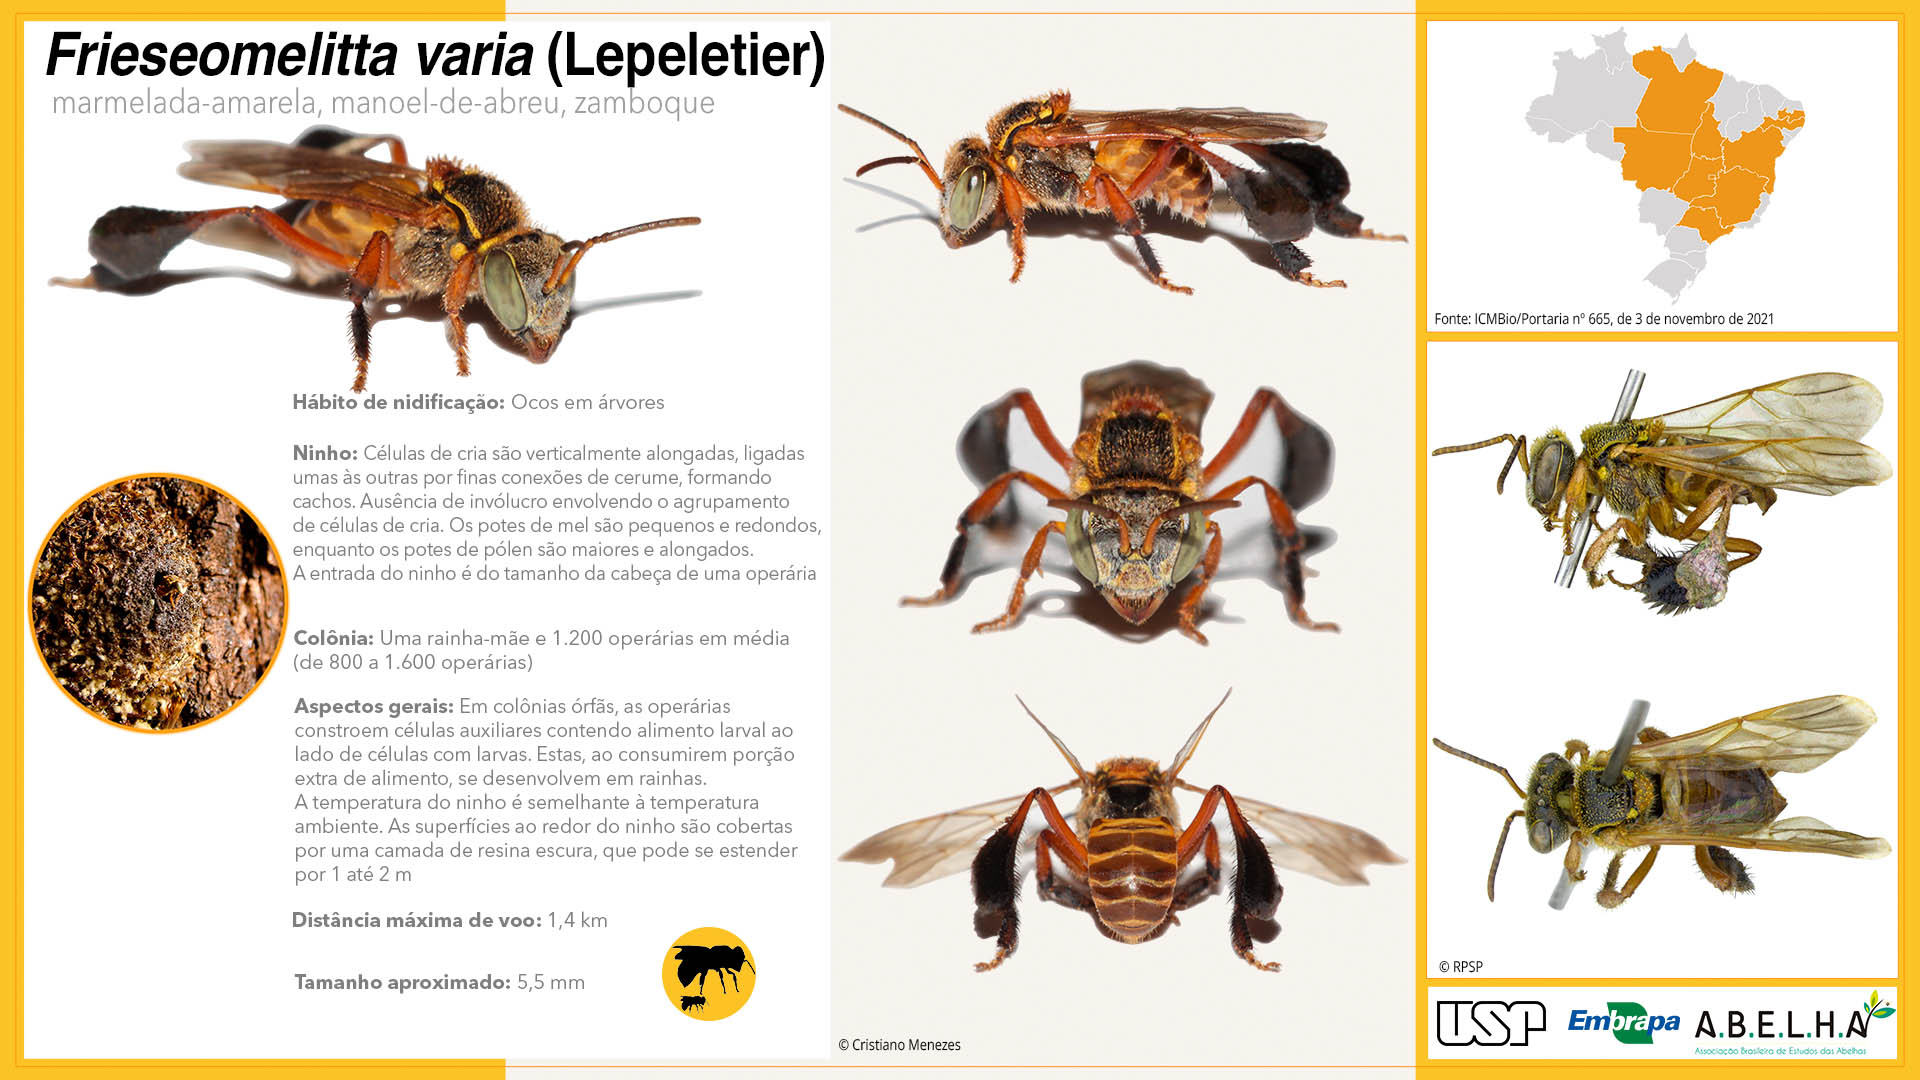 Frieseomelitta varia (Lepeletier)
marmelada-amarela, manoel-de-abreu, zamboque
Hábito de nidificação: Ocos em árvores
Ninho: Células de cria são verticalmente alongadas, ligadas
umas às outras por finas conexões de cerume, formando
cachos. Ausência de invólucro envolvendo o agrupamento
de células de cria. Os potes de mel são pequenos e redondos,
enquanto os potes de pólen são maiores e alongados.
A entrada do ninho é do tamanho da cabeça de uma operária
Colônia: Uma rainha-mãe e 1.200 operárias em média
(de 800 a 1.600 operárias)
Aspectos gerais: Em colônias órfãs, as operárias
constroem células auxiliares contendo alimento larval ao
lado de células com larvas. Estas, ao consumirem porção
extra de alimento, se desenvolvem em rainhas.
A temperatura do ninho é semelhante à temperatura
ambiente. As superfícies ao redor do ninho são cobertas
por uma camada de resina escura, que pode se estender
por 1 até 2 m
Distância máxima de voo: 1,4 km
Tamanho aproximado: 5,5 mm
© Cristiano Menezes
Fonte: ICMBio/Portaria nº 665, de 3 de novembro de 2021
© RPSP
USP
Embrapa
A.B.E.L.H.A
Associação Brasileira de Estudos das Abelhas